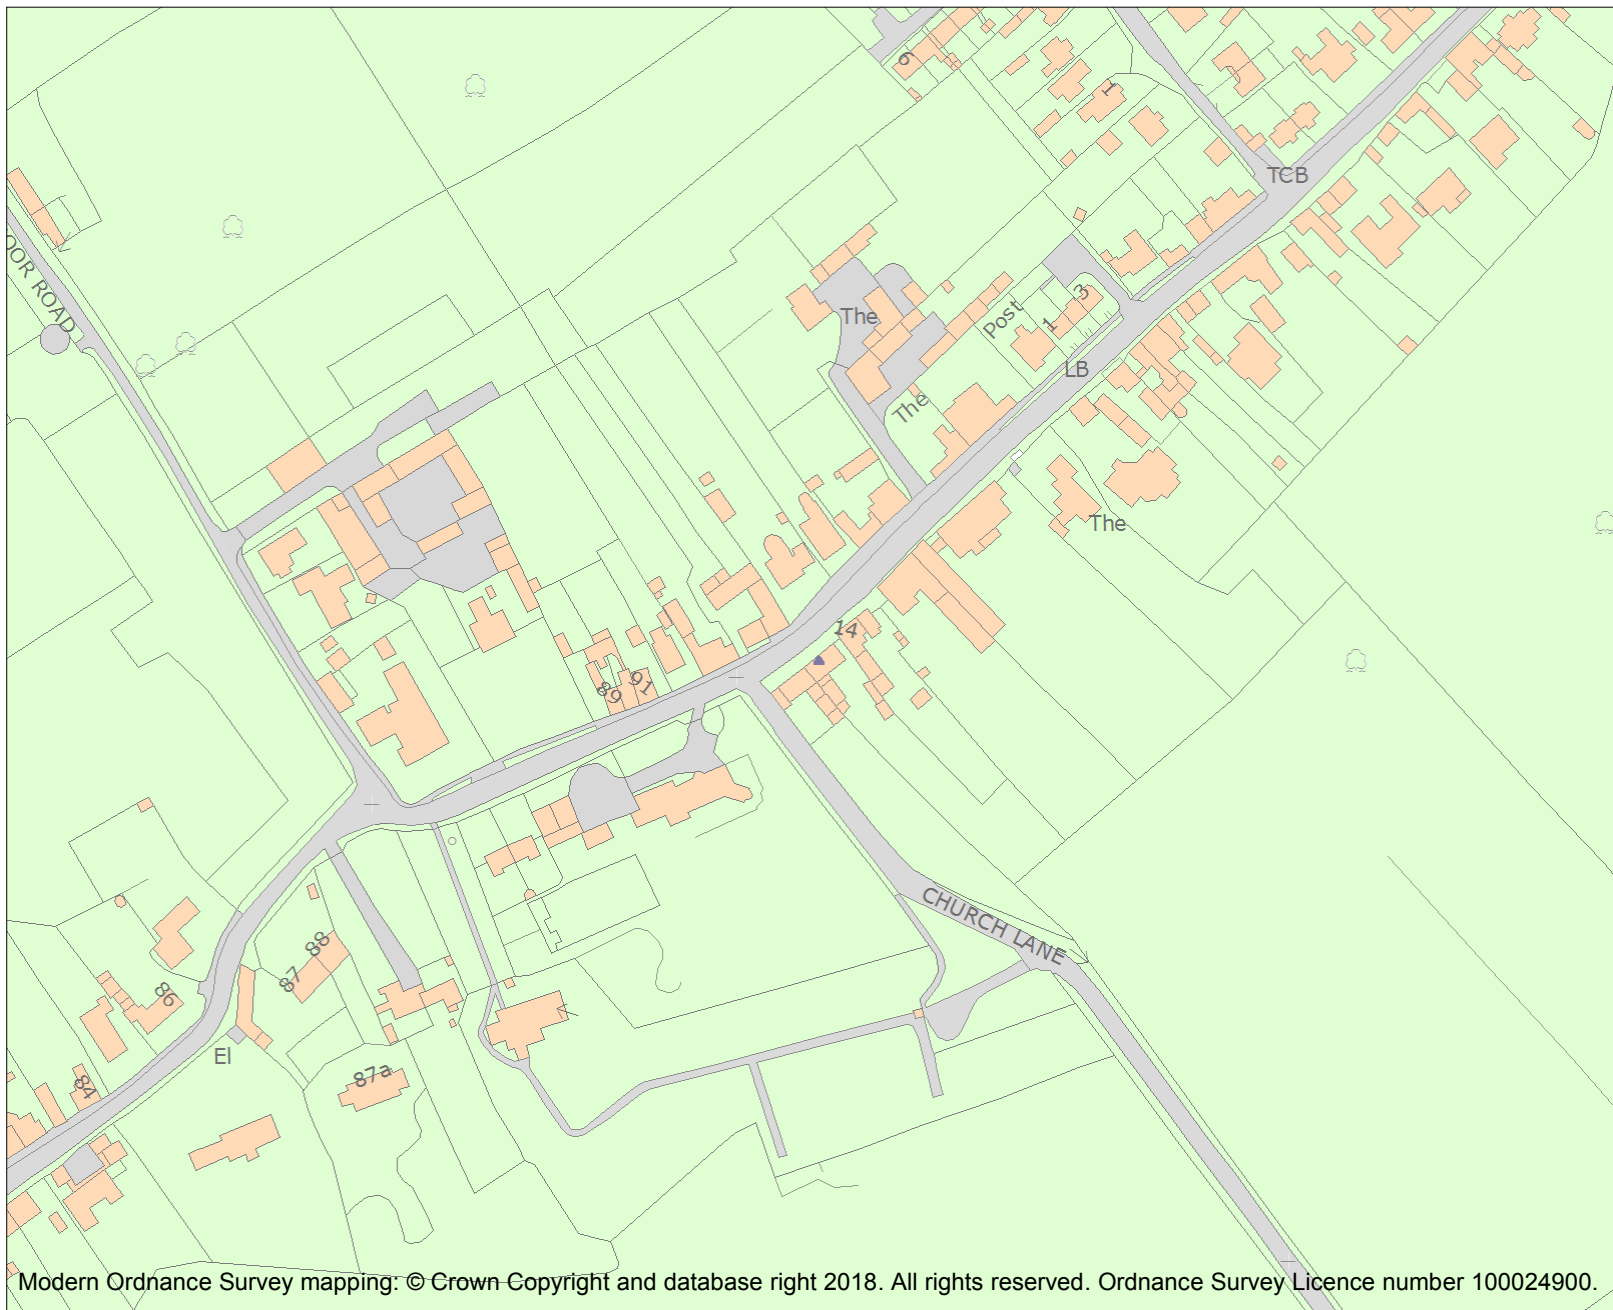 6
1
TCB
OOR ROAD
The
Post
3
1
LB
The
The
14
91
89
CHURCH LANE
88
87
86
El
87a
84
Modern Ordnance Survey mapping: © Crown Copyright and database right 2018. All rights reserved. Ordnance Survey Licence number 100024900.